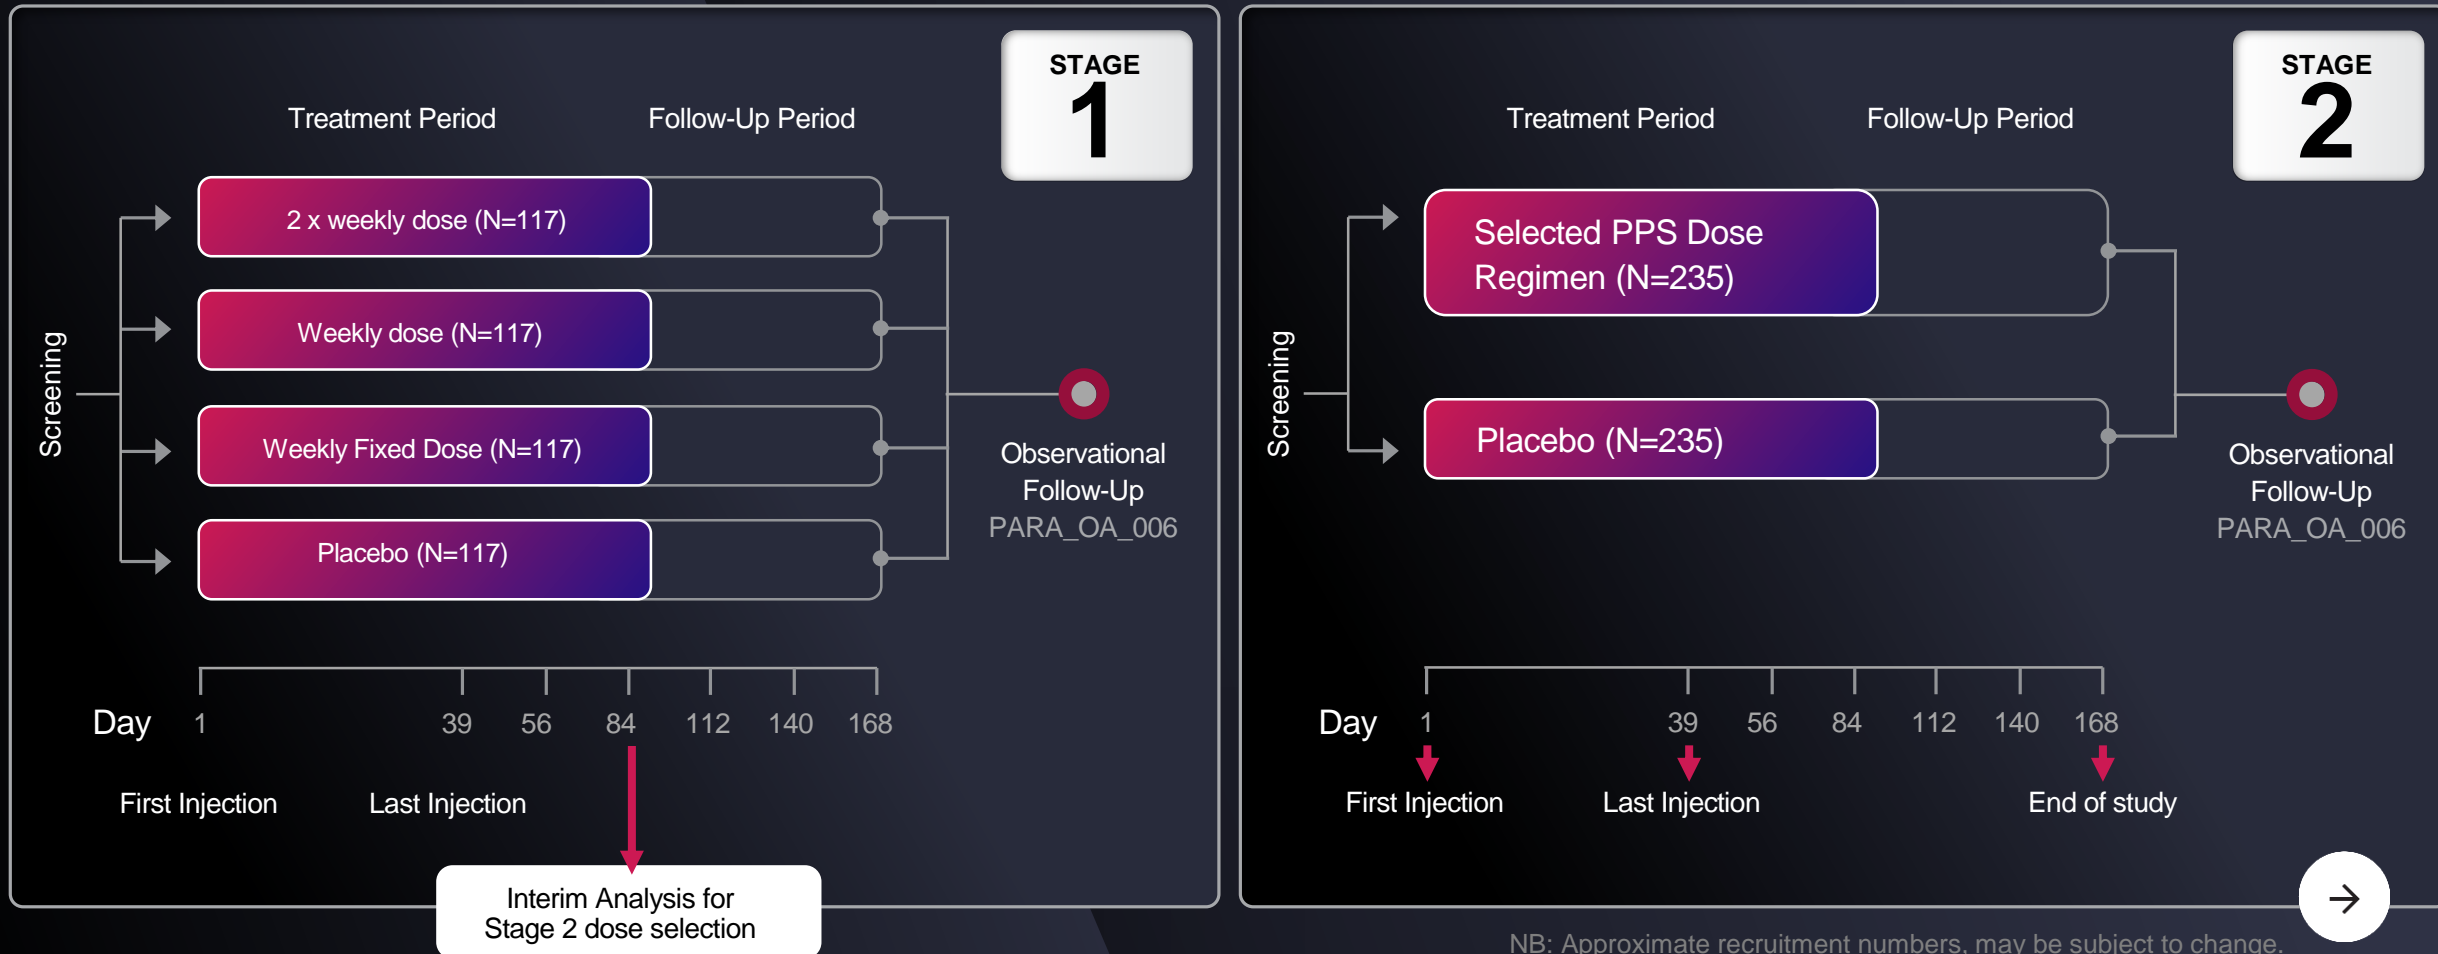 STAGE
1
Treatment Period
Follow-Up Period
Screening
2 x weekly dose (N=117)
Weekly dose (N=117)
Weekly Fixed Dose (N=117)
Placebo (N=117)
Observational
Follow-Up
PARA_OA_006
Day 1 39 56 84 112 140 168
First Injection
Last Injection
Interim Analysis for
Stage 2 dose selection
STAGE
2
Treatment Period
Follow-Up Period
Screening
Selected PPS Dose
Regimen (N=235)
Placebo (N=235)
Observational
Follow-Up
PARA_OA_006
Day 1 39 56 84 112 140 168
First Injection
Last Injection
End of study
NB: Approximate recruitment numbers, may be subject to change.